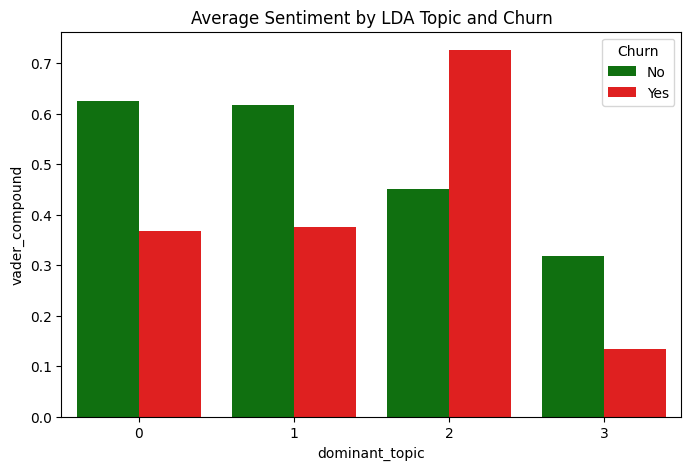 Average Sentiment by LDA Topic and Churn
Churn
No
Yes
vader_compound
0.7
0.6
0.5
0.4
0.3
0.2
0.1
0.0
0
1
2
3
dominant_topic